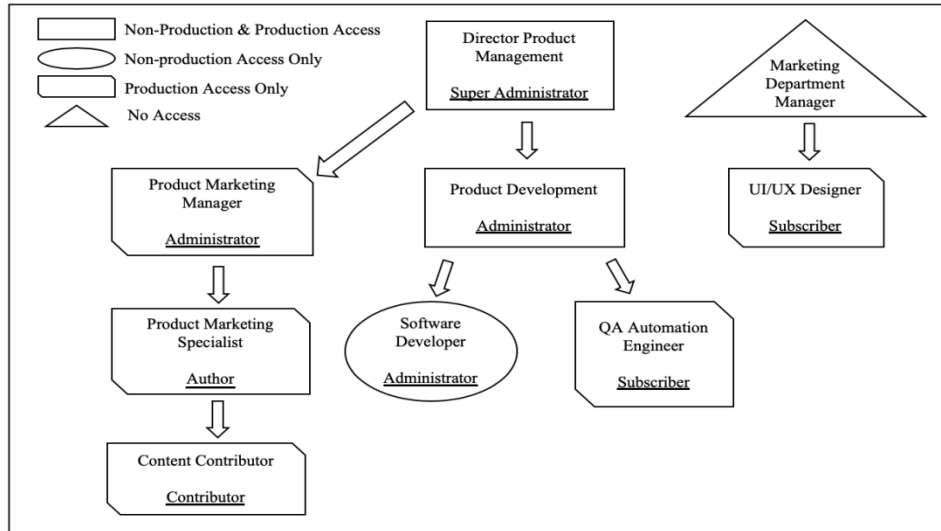 Non-Production & Production Access
Non-production Access Only
Production Access Only
No Access
Director Product
Management
Super Administrator
Marketing
Department
Manager
Product Marketing
Manager
Administrator
Product Development
Administrator
UI/UX Designer
Subscriber
Product Marketing
Specialist
Author
Software
Developer
Administrator
QA Automation
Engineer
Subscriber
Content Contributor
Contributor